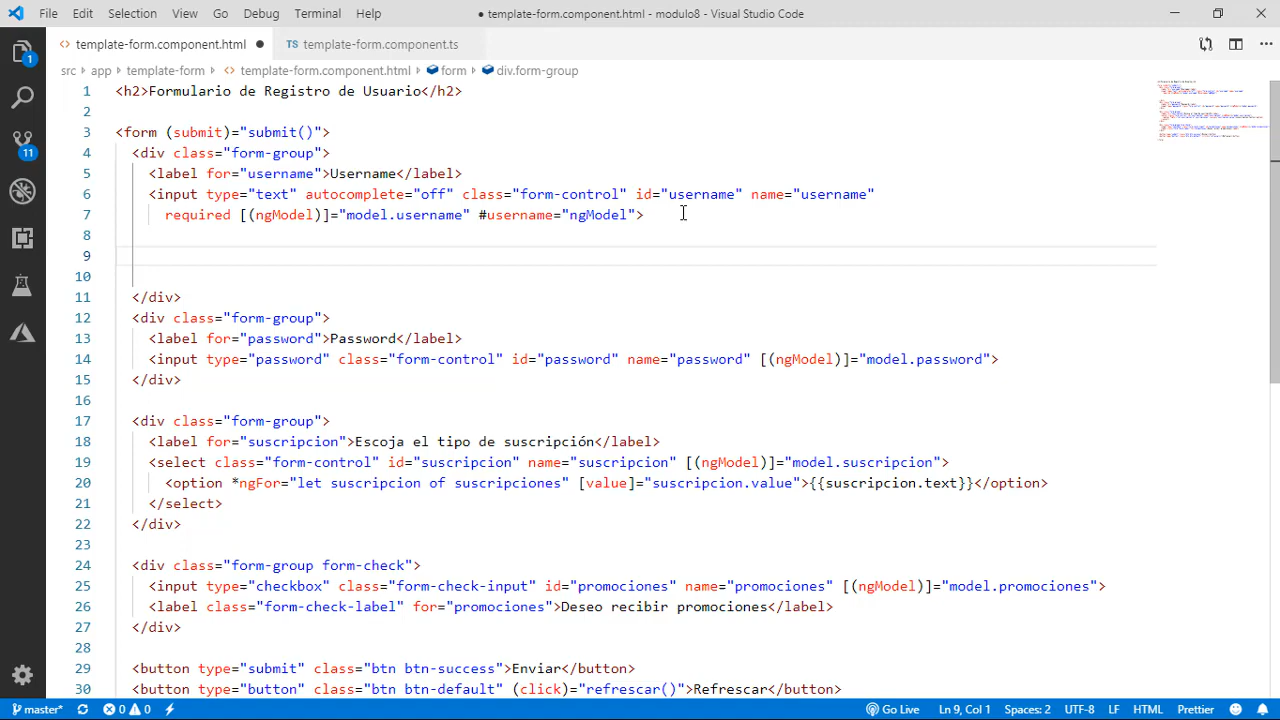 File Edit Selection View Go Debug Terminal Help ● template-form.component.html - modulo8 - Visual Studio Code
template-form.component.html ● TS template-form.component.ts
src > app > template-form > template-form.component.html > form > div.form-group
1 <h2>Formulario de Registro de Usuario</h2>
2
3 <form (submit)="submit()">
4 <div class="form-group">
5 <label for="username">Username</label>
6 <input type="text" autocomplete="off" class="form-control" id="username" name="username"
7 required [(ngModel)]="model.username" #username="ngModel">
8
9
10
11 </div>
12 <div class="form-group">
13 <label for="password">Password</label>
14 <input type="password" class="form-control" id="password" name="password" [(ngModel)]="model.password">
15 </div>
16
17 <div class="form-group">
18 <label for="suscripcion">Escoja el tipo de suscripción</label>
19 <select class="form-control" id="suscripcion" name="suscripcion" [(ngModel)]="model.suscripcion">
20 <option *ngFor="let suscripcion of suscripciones" [value]="suscripcion.value">{{suscripcion.text}}</option>
21 </select>
22 </div>
23
24 <div class="form-group form-check">
25 <input type="checkbox" class="form-check-input" id="promociones" name="promociones" [(ngModel)]="model.promociones">
26 <label class="form-check-label" for="promociones">Deseo recibir promociones</label>
27 </div>
28
29 <button type="submit" class="btn btn-success">Enviar</button>
30 <button type="button" class="btn btn-default" (click)="refrescar()">Refrescar</button>
1
11
master* 0 0 Go Live Ln 9, Col 1 Spaces: 2 UTF-8 LF HTML Prettier